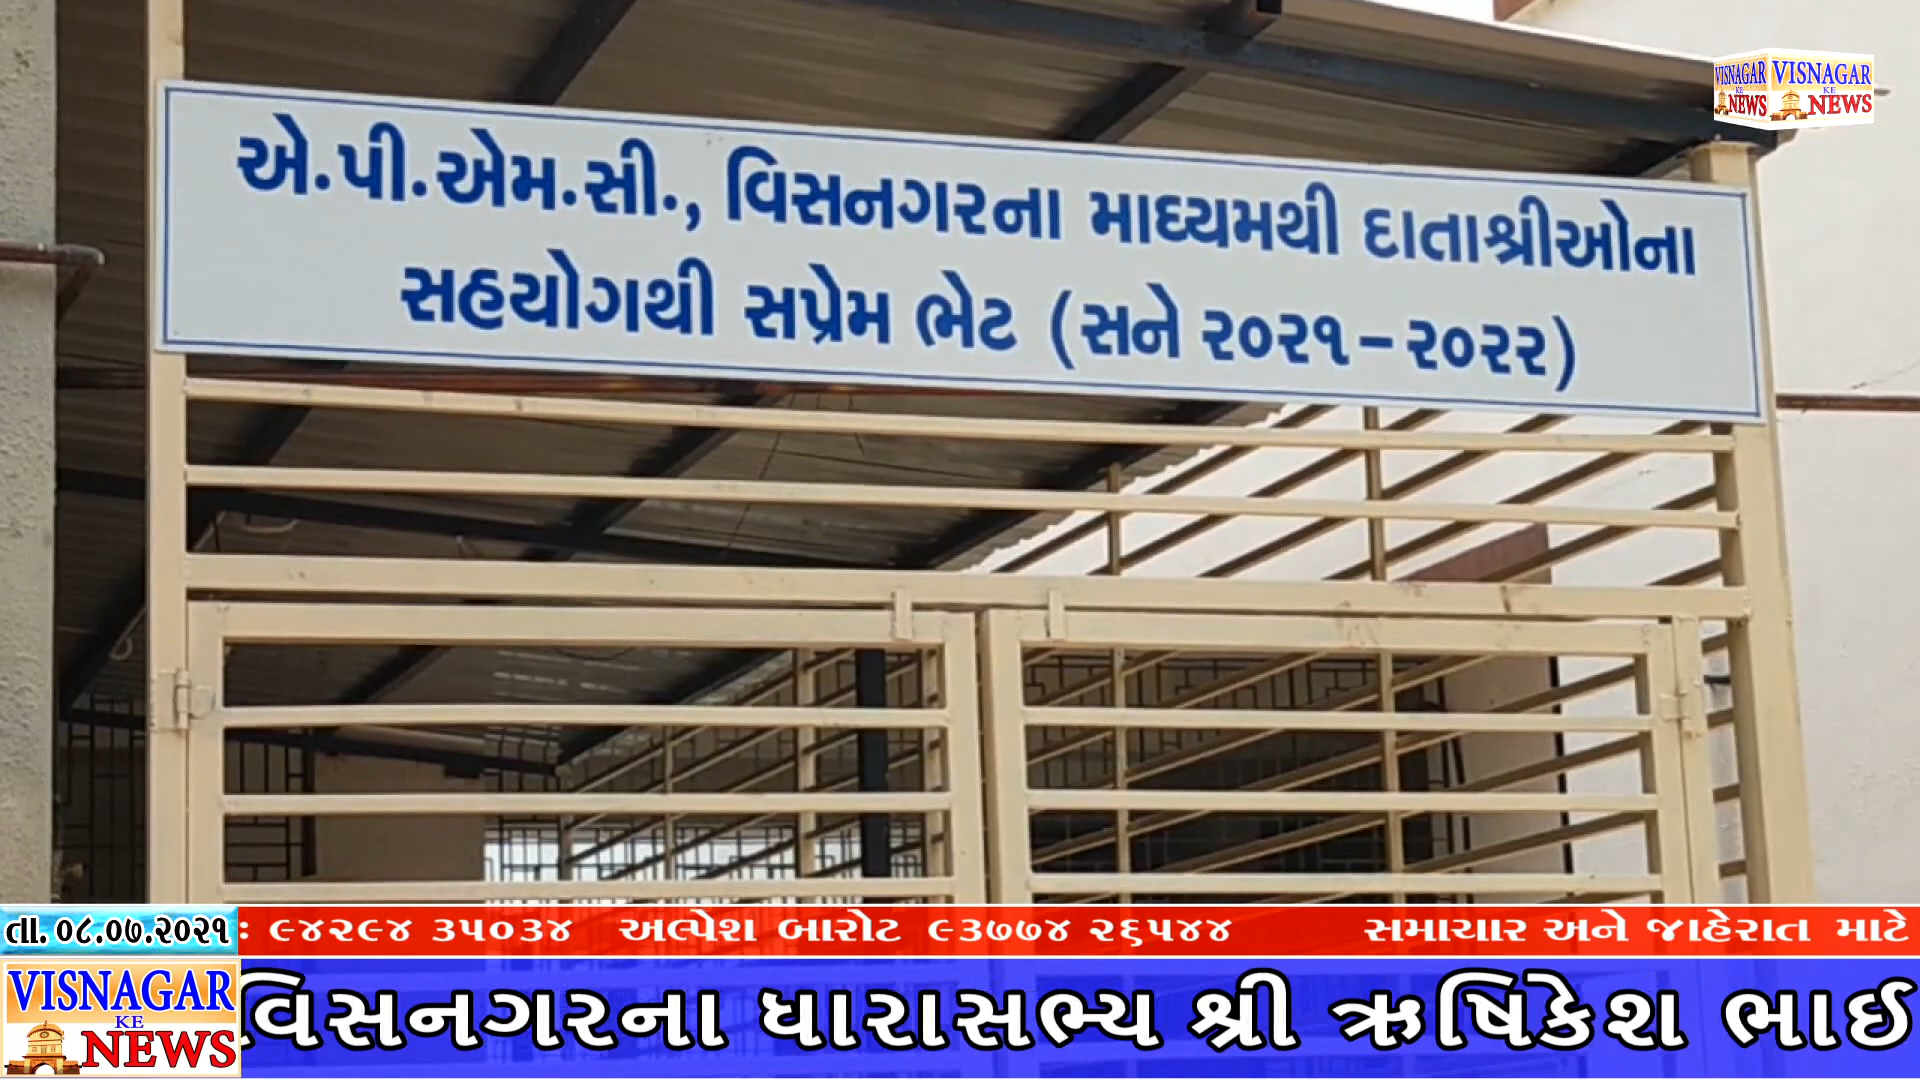 VISNAGAR
KE
NEWS
VISNAGAR
KE
NEWS
એ.પી.એમ.સી., વિસનગરના માધ્યમથી દાતાશ્રીઓના
સહયોગથી સપ્રેમ ભેટ (સને ૨૦૨૧-૨૦૨૨)
તા. ૦૮.૦૭.૨૦૨૧
: ૯૪૨૯૪ ૩૫૦૩૪ અલ્પેશ બારોટ ૯૩૭૭૪ ૨૬૫૪૪ સમાચાર અને જાહેરાત માટે
VISNAGAR
KE
NEWS
વિસનગરના ધારાસભ્ય શ્રી ઋષિકેશ ભાઈ